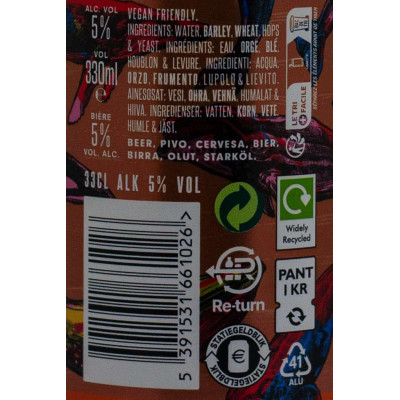 ALC. VOL
5%
VOL
330ml
e
BIÈRE
5%
VOL. ALC.
VEGAN FRIENDLY.
INGREDIENTS: WATER, BARLEY, WHEAT, HOPS
& YEAST. INGRÉDIENTS: EAU, ORGE, BLÉ,
HOUBLON & LEVURE. INGREDIENTI: ACQUA,
ORZO, FRUMENTO, LUPOLO & LIEVITO.
AINESOSAT: VESI, OHRA, VEHNÄ, HUMALAT &
HIIVA. INGREDIENSER: VATTEN, KORN, VETE,
HUMLE & JÄST.
BEER, PIVO, CERVESA, BIER,
BIRRA, OLUT, STARKÖL.
LE TRI
+ FACILE
33CL ALK 5% VOL
5 391531 661026 >
Widely
Recycled
Re-turn
PANT
1 KR
STATIEGELDBLIK
€
STATIEGELDBLIK
41
ALU